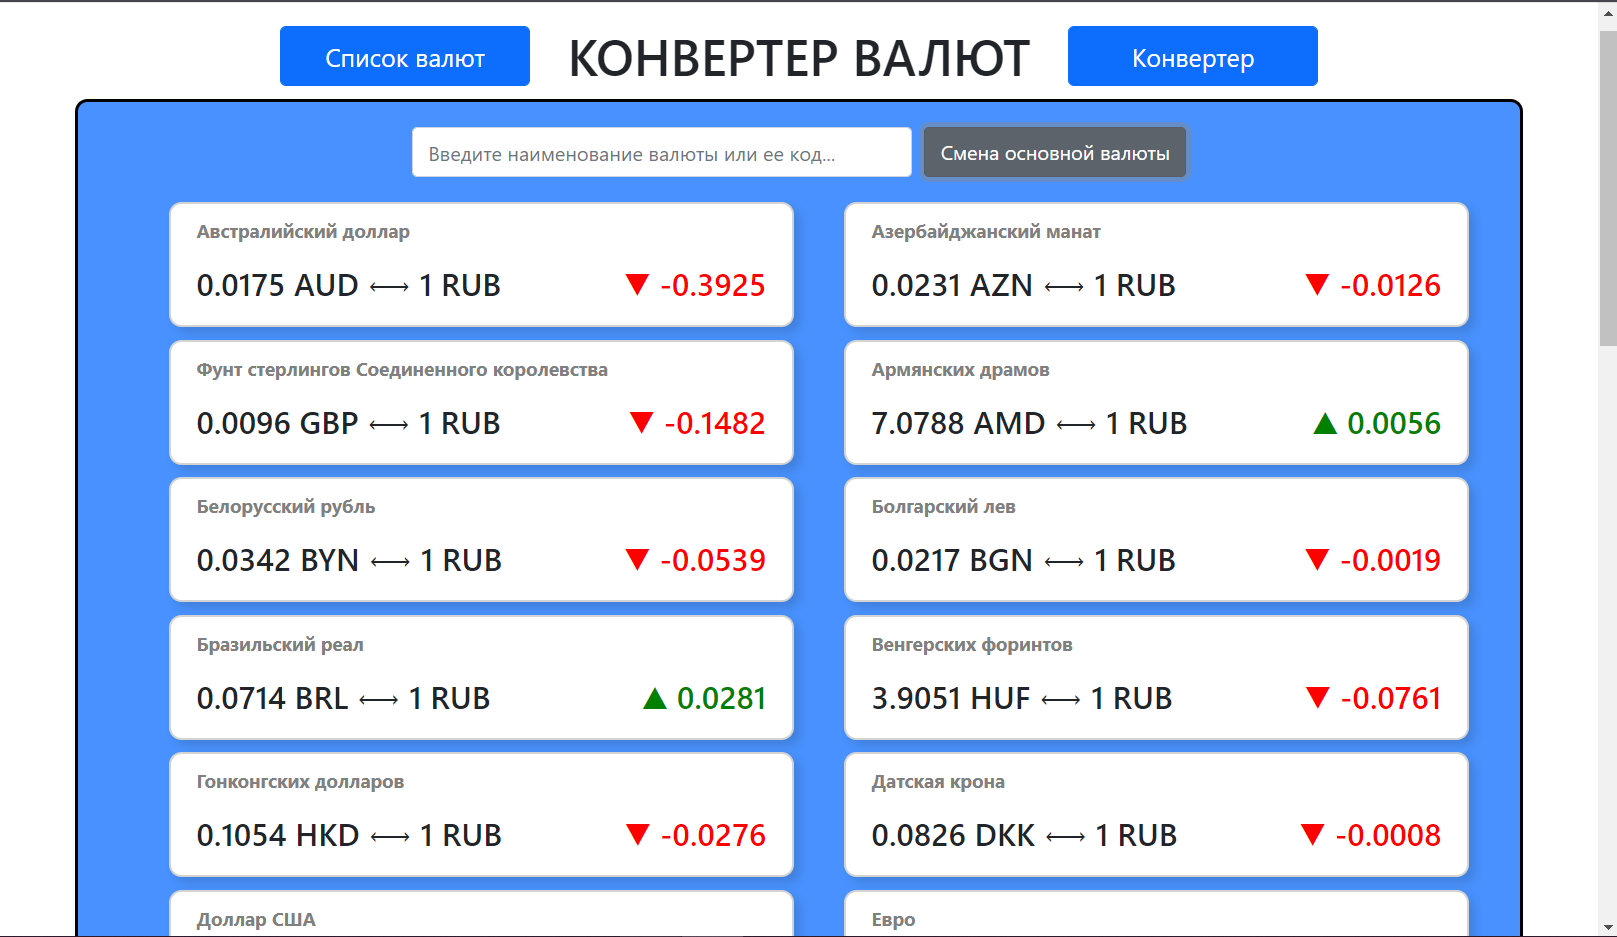 Список валют
КОНВЕРТЕР ВАЛЮТ
Конвертер
Введите наименование валюты или ее код...
Смена основной валюты
Австралийский доллар
0.0175 AUD ⟷ 1 RUB
▼ -0.3925
Азербайджанский манат
0.0231 AZN ⟷ 1 RUB
▼ -0.0126
Фунт стерлингов Соединенного королевства
0.0096 GBP ⟷ 1 RUB
▼ -0.1482
Армянских драмов
7.0788 AMD ⟷ 1 RUB
▲ 0.0056
Белорусский рубль
0.0342 BYN ⟷ 1 RUB
▼ -0.0539
Болгарский лев
0.0217 BGN ⟷ 1 RUB
▼ -0.0019
Бразильский реал
0.0714 BRL ⟷ 1 RUB
▲ 0.0281
Венгерских форинтов
3.9051 HUF ⟷ 1 RUB
▼ -0.0761
Гонконгских долларов
0.1054 HKD ⟷ 1 RUB
▼ -0.0276
Датская крона
0.0826 DKK ⟷ 1 RUB
▼ -0.0008
Доллар США
Евро